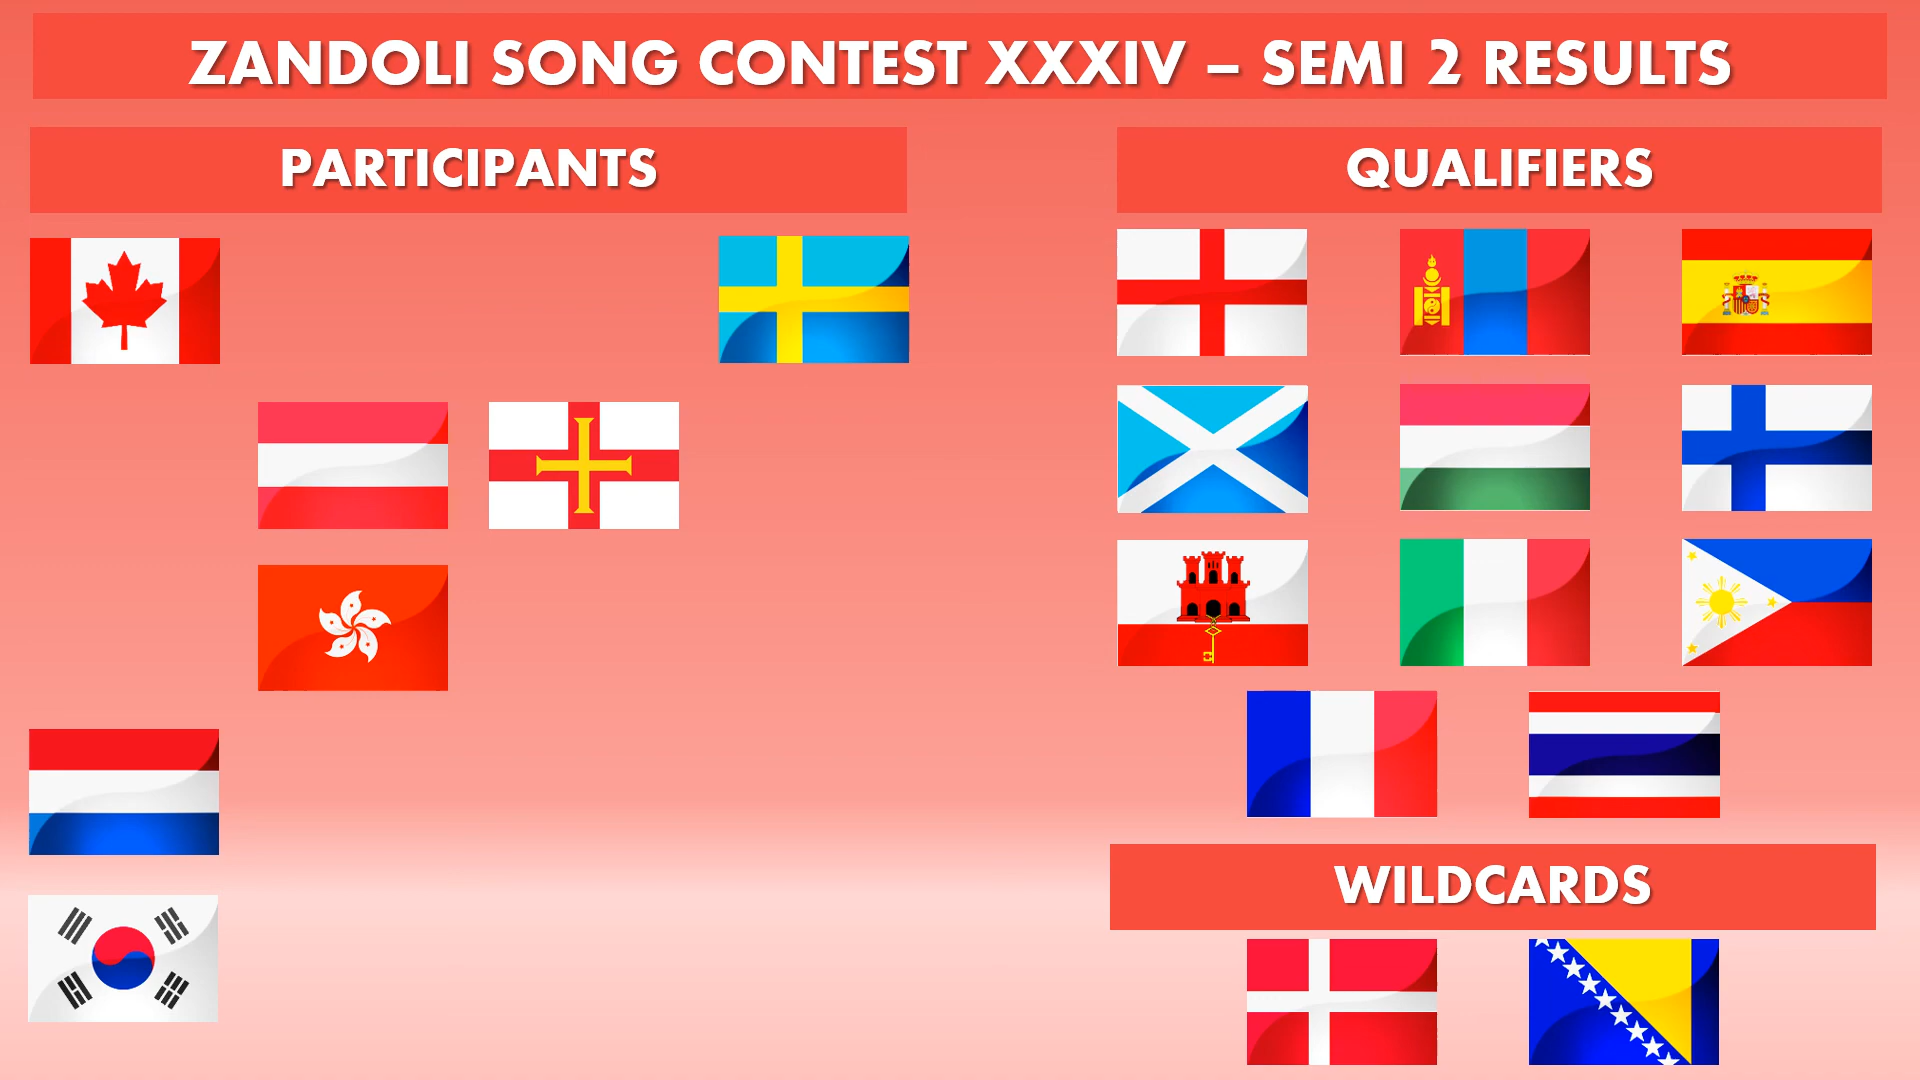 ZANDOLI SONG CONTEST XXXIV – SEMI 2 RESULTS
PARTICIPANTS
QUALIFIERS
WILDCARDS